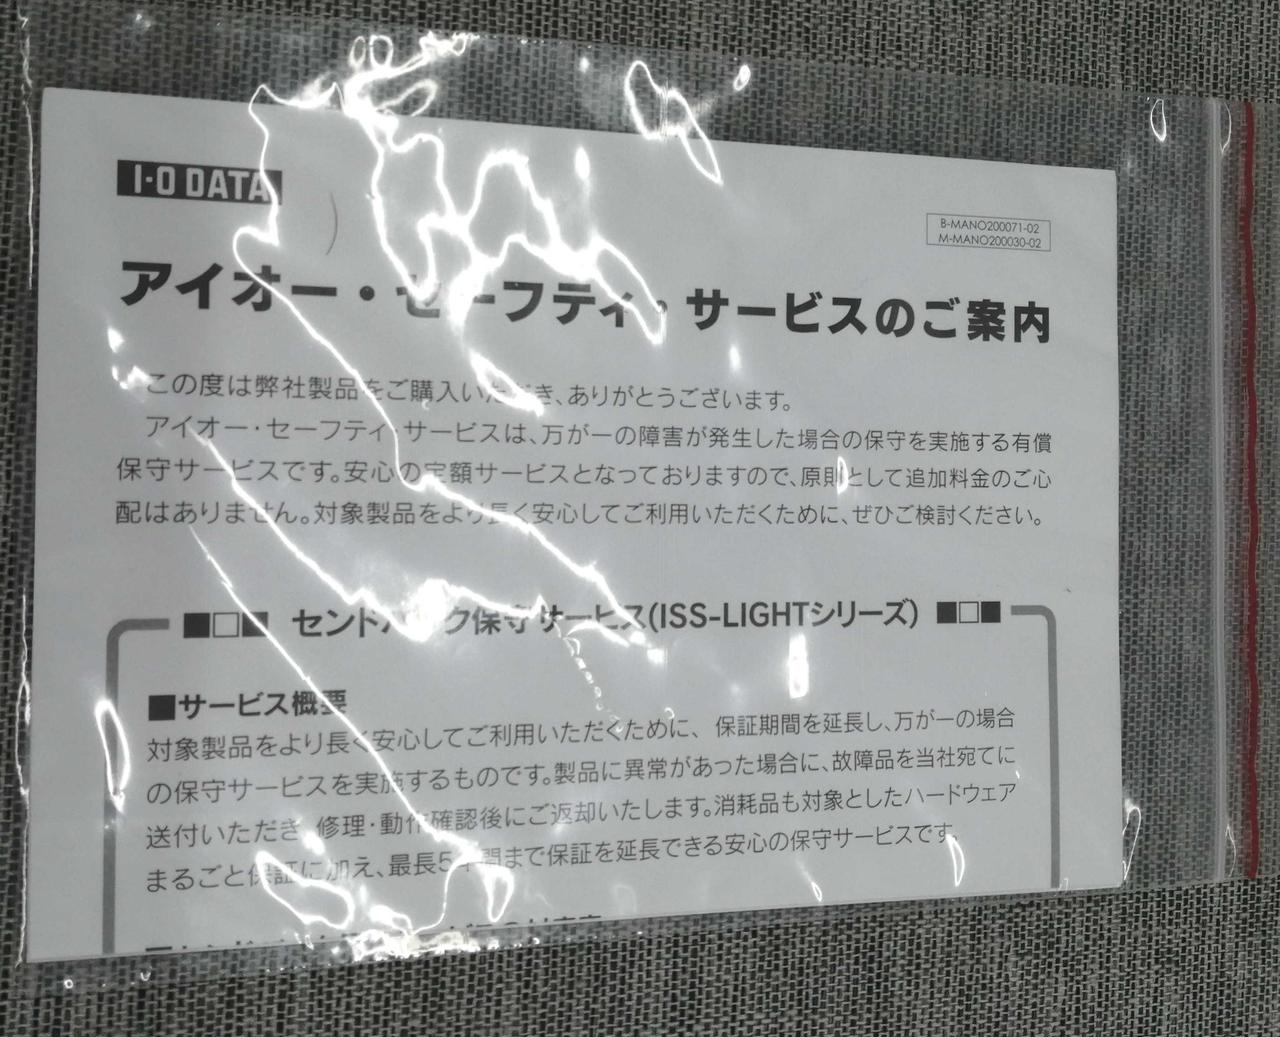 I-O DATA
B-MANO200071-02
M-MANO200030-02
アイオー・セーフティ・サービスのご案内
この度は弊社製品をご購入いただき、ありがとうございます。
アイオー・セーフティ・サービスは、万が一の障害が発生した場合の保守を実施する有償
保守サービスです。安心の定額サービスとなっておりますので、原則として追加料金のご心
配はありません。対象製品をより長く安心してご利用いただくために、ぜひご検討ください。
■□■ センドバック保守サービス(ISS-LIGHTシリーズ) ■□■
■サービス概要
対象製品をより長く安心してご利用いただくために、保証期間を延長し、万が一の場合
の保守サービスを実施するものです。製品に異常があった場合に、故障品を当社宛てに
送付いただき、修理・動作確認後にご返却いたします。消耗品も対象としたハードウェア
まるごと保証に加え、最長5年間まで保証を延長できる安心の保守サービスです。